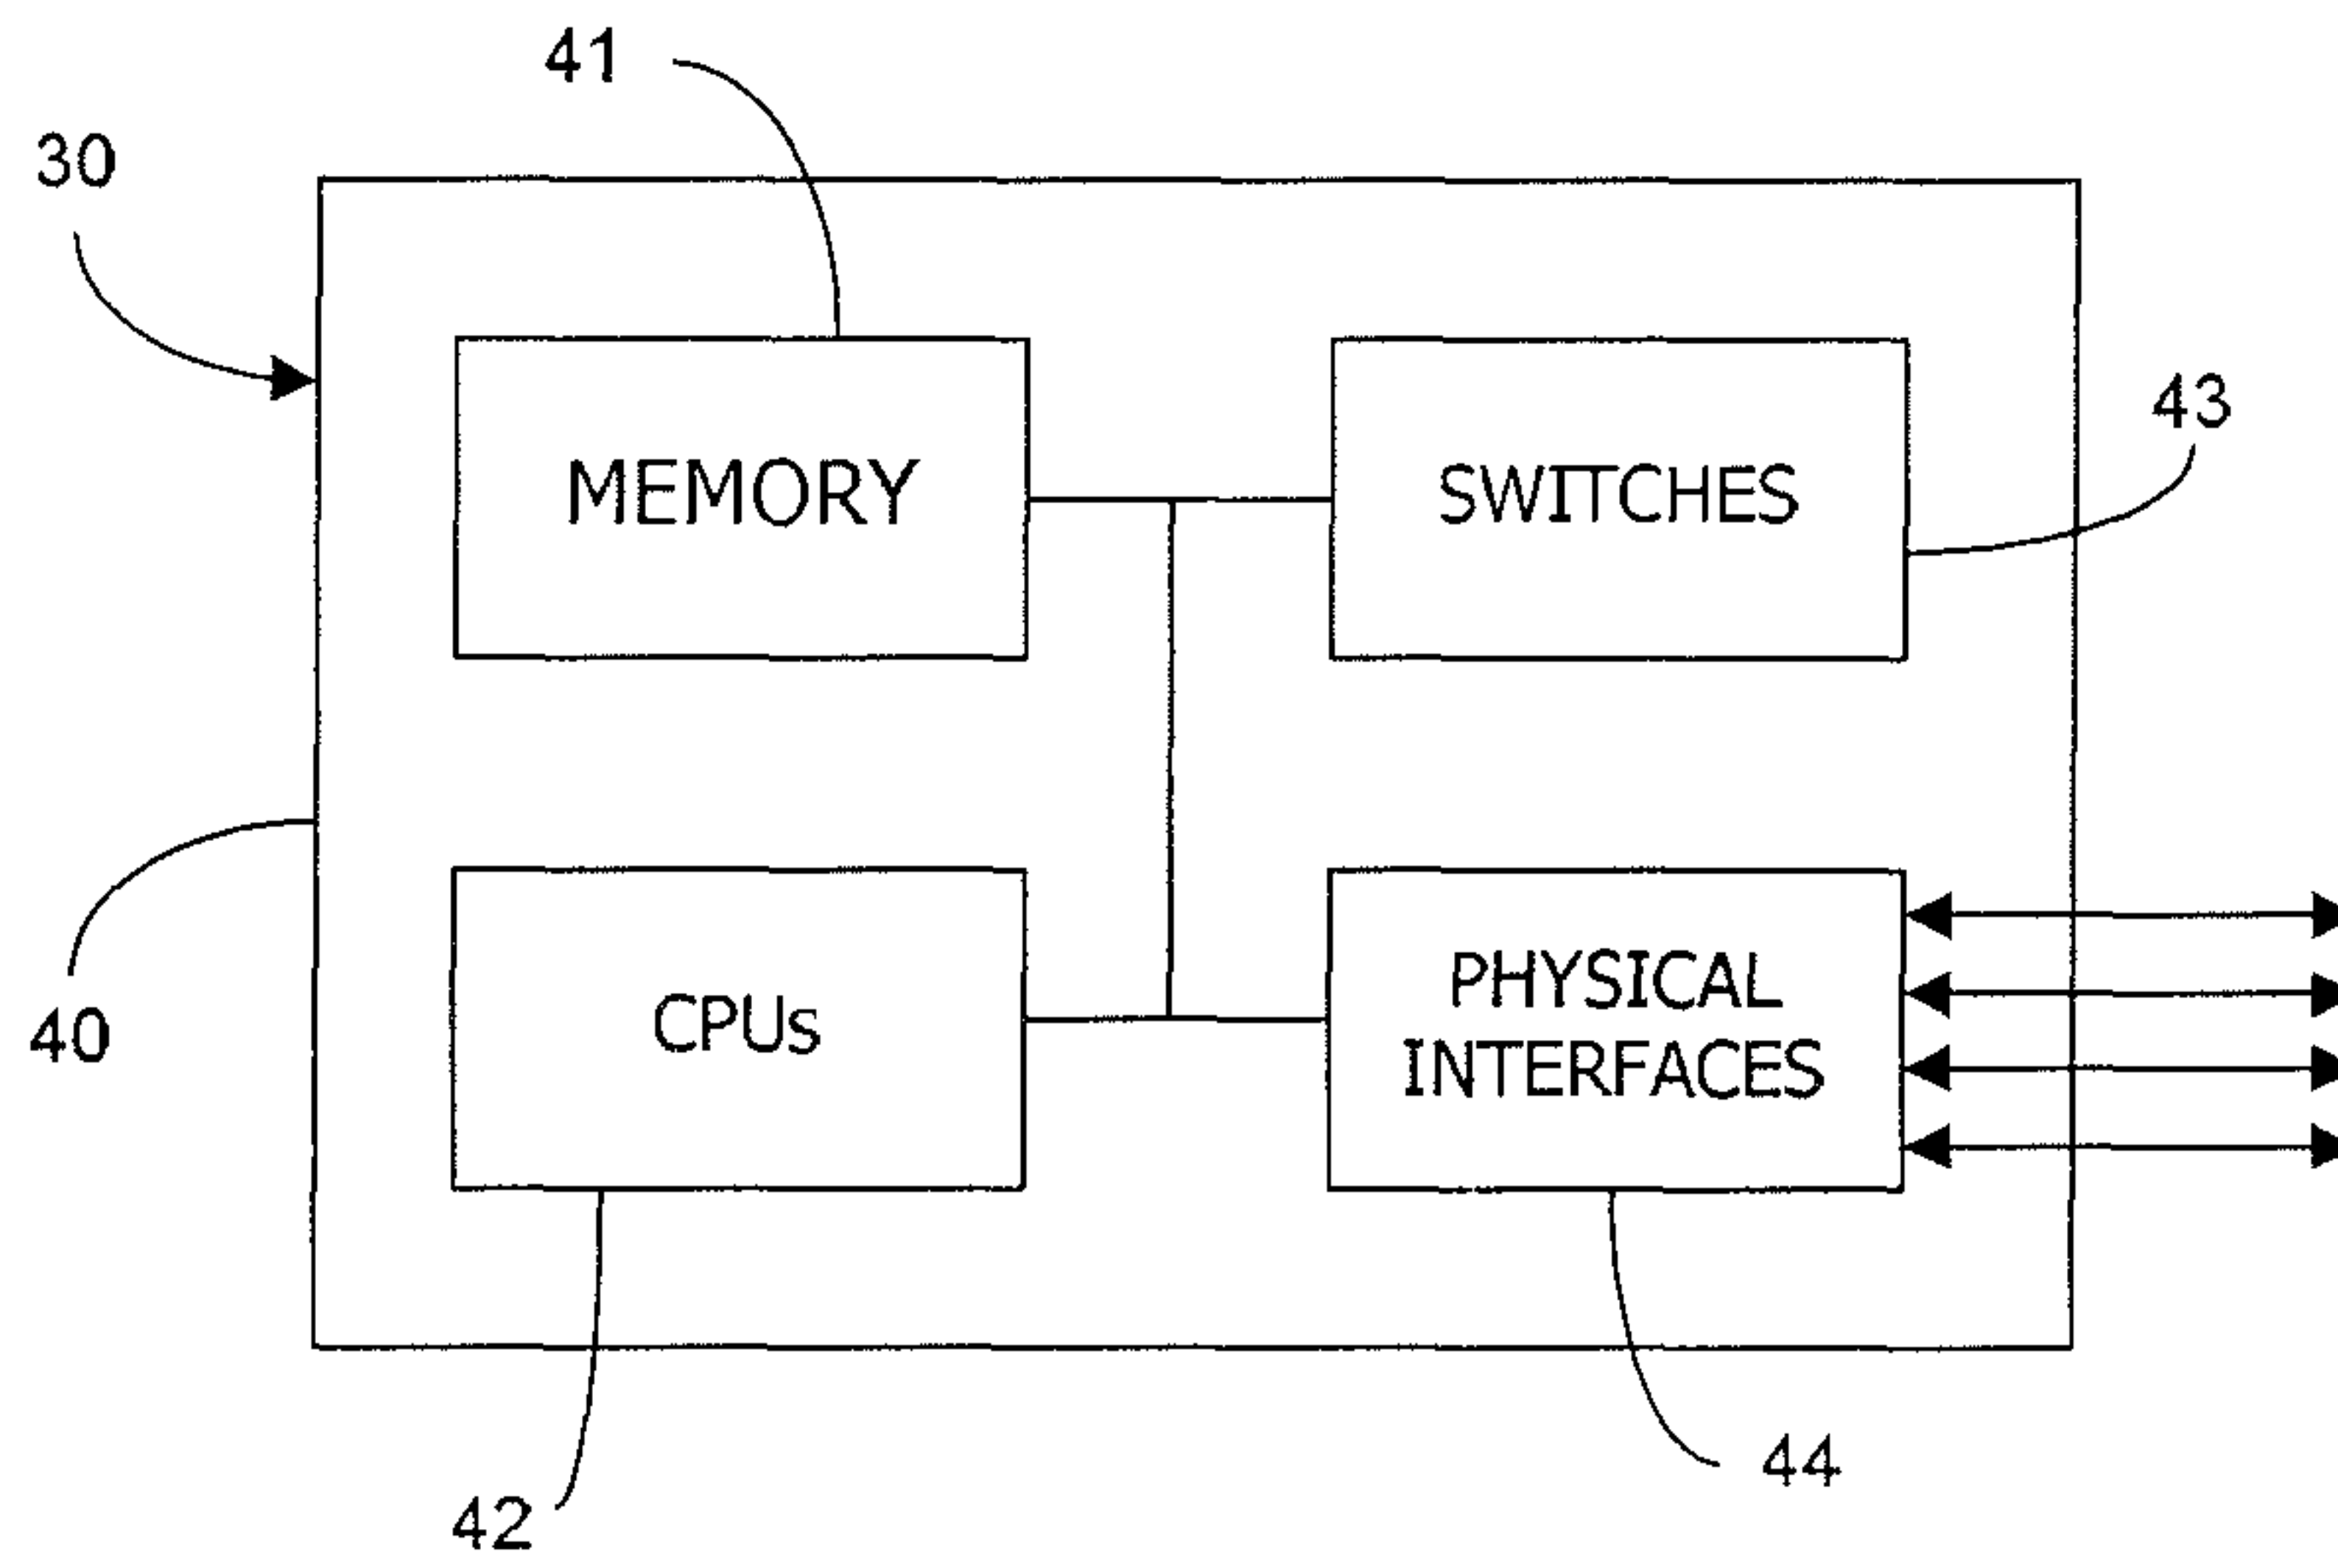 41
30
43
MEMORY
SWITCHES
PHYSICAL
INTERFACES
CPUs
40
44
42